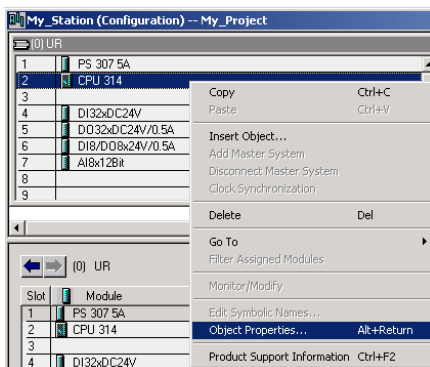 My_Station (Configuration) -- My_Project
(0) UR
1 PS 307 5A
2 CPU 314
3
4 DI32xDC24V
5 DO32xDC24V/0.5A
6 DI8/DO8x24V/0.5A
7 AI8x12Bit
8
9
Copy Ctrl+C
Paste Ctrl+V
Insert Object...
Add Master System
Disconnect Master System
Clock Synchronization
Delete Del
Go To
Filter Assigned Modules
Monitor/Modify
Edit Symbolic Names...
Object Properties... Alt+Return
Product Support Information Ctrl+F2
(0) UR
Slot Module
1 PS 307 5A
2 CPU 314
3
4 DI32xDC24V